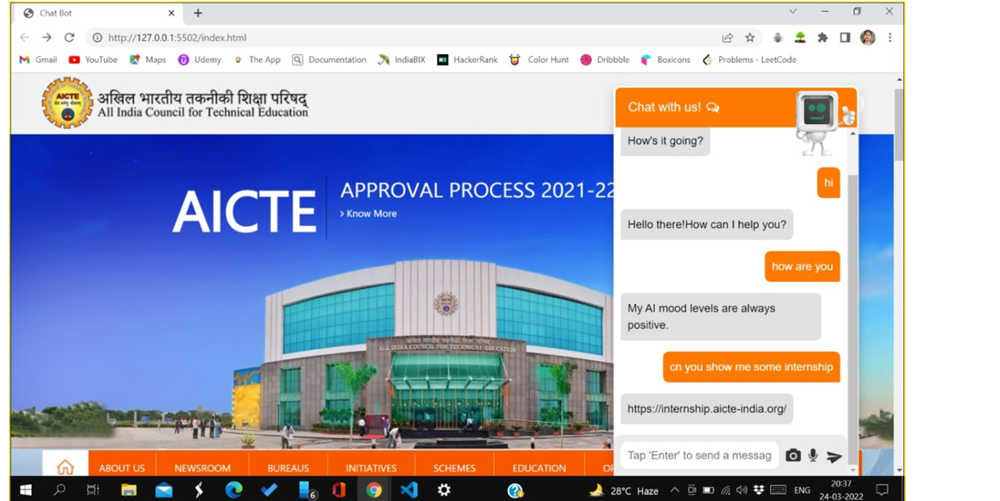 Chat Bot
http://127.0.0.1:5502/index.html
Gmail YouTube Maps Udemy The App Documentation IndiaBIX HackerRank Color Hunt Dribbble Boxicons Problems - LeetCode
AICTE
अखिल भारतीय तकनीकी शिक्षा परिषद्
All India Council for Technical Education
Chat with us!
How's it going?
hi
Hello there!How can I help you?
how are you
My AI mood levels are always
positive.
cn you show me some internship
https://internship.aicte-india.org/
Tap 'Enter' to send a messag
AICTE
APPROVAL PROCESS 2021-22
> Know More
AICTE
अखिल भारतीय तकनीकी शिक्षा परिषद्
ALL INDIA COUNCIL FOR TECHNICAL EDUCATION
ABOUT US NEWSROOM BUREAUS INITIATIVES SCHEMES EDUCATION OP
6
28°C Haze
ENG
20:37
24-03-2022